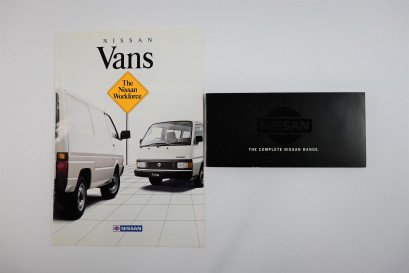 NISSAN
Vans
The
Nissan
Workforce.
NISSAN
NISSAN
THE COMPLETE NISSAN RANGE.